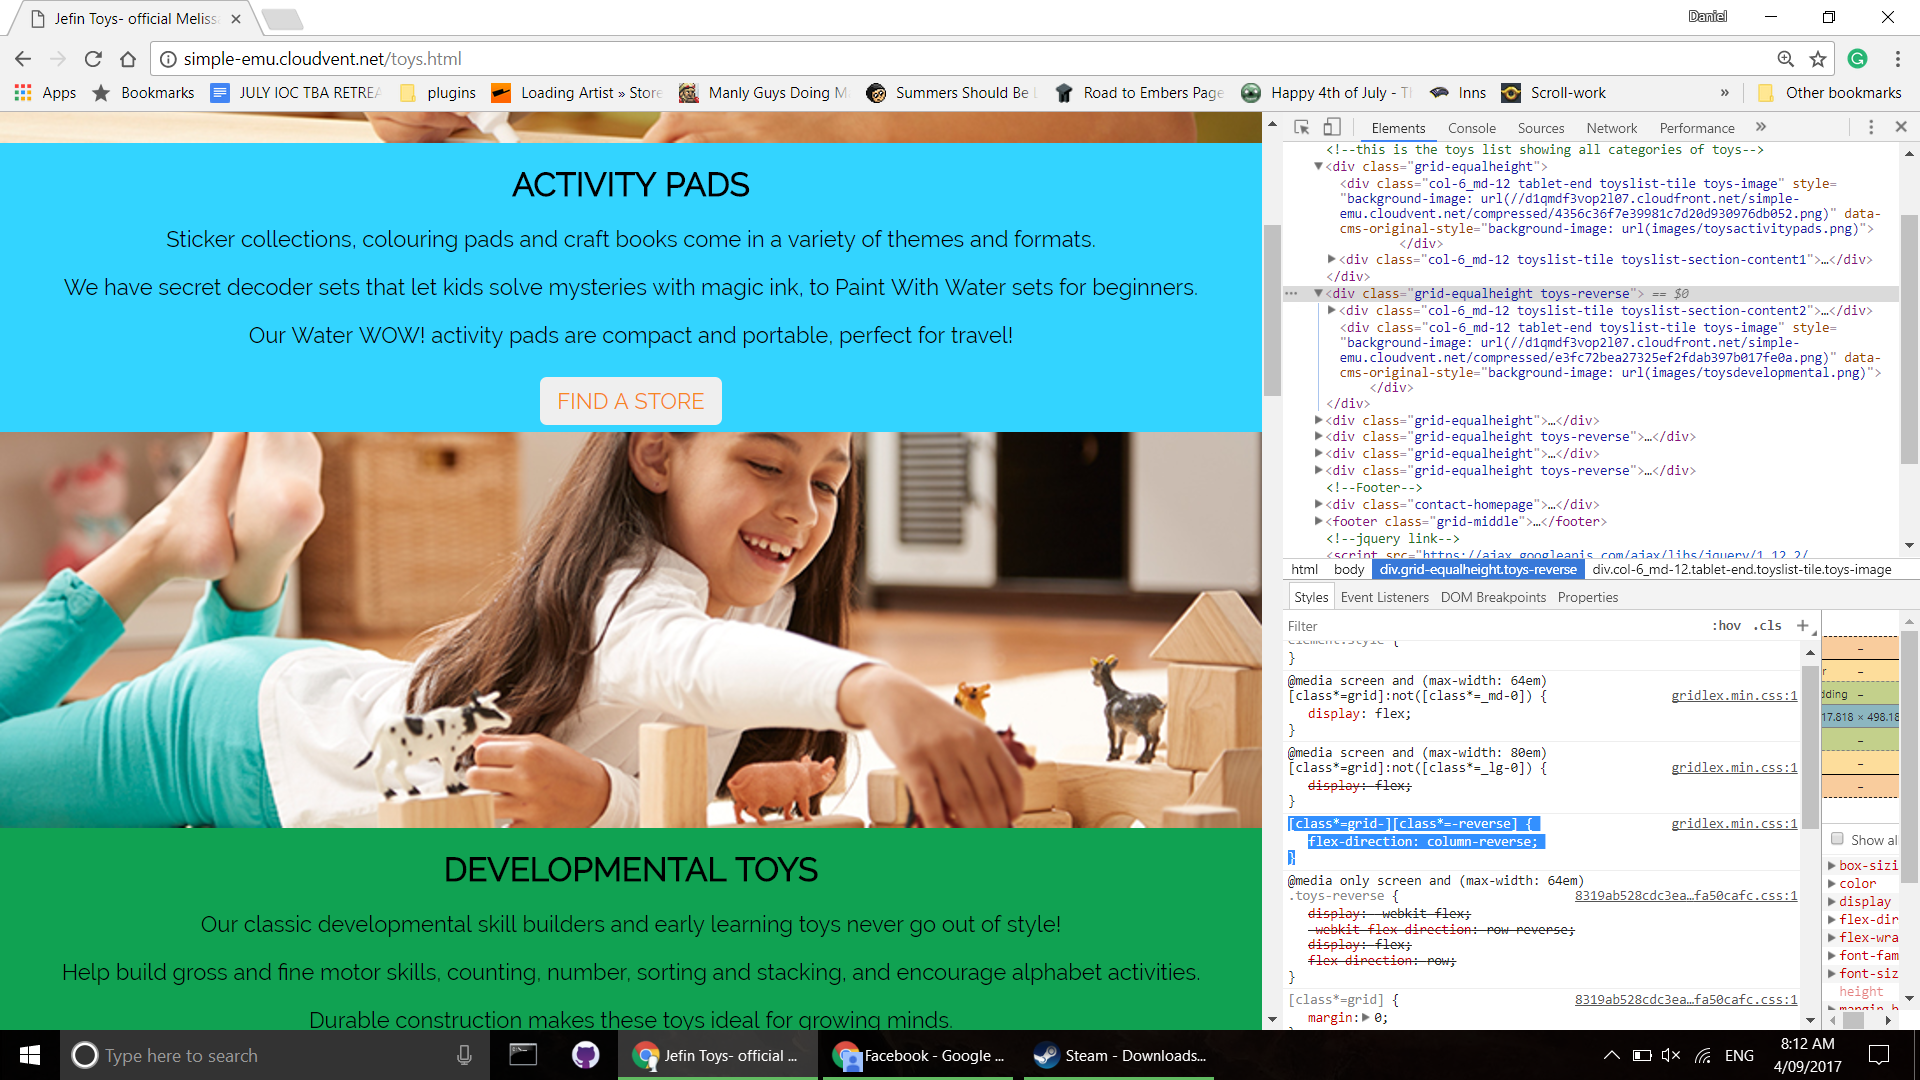 Jefin Toys- official Meliss
Daniel
simple-emu.cloudvent.net/toys.html
Apps
Bookmarks
JULY IOC TBA RETREA
plugins
Loading Artist » Store
Manly Guys Doing M
Summers Should Be
Road to Embers Page
Happy 4th of July - T
Inns
Scroll-work
»
Other bookmarks
ACTIVITY PADS
Sticker collections, colouring pads and craft books come in a variety of themes and formats.
We have secret decoder sets that let kids solve mysteries with magic ink, to Paint With Water sets for beginners.
Our Water WOW! activity pads are compact and portable, perfect for travel!
FIND A STORE
DEVELOPMENTAL TOYS
Our classic developmental skill builders and early learning toys never go out of style!
Help build gross and fine motor skills, counting, number, sorting and stacking, and encourage alphabet activities.
Durable construction makes these toys ideal for growing minds.
Elements Console Sources Network Performance »
<!--this is the toys list showing all categories of toys-->
<div class="grid-equalheight">
<div class="col-6_md-12 tablet-end toyslist-tile toys-image" style=
"background-image: url(//d1qmdf3vop2l07.cloudfront.net/simple-
emu.cloudvent.net/compressed/4356c36f7e39981c7d20d930976db052.png)" data-
cms-original-style="background-image: url(images/toysactivitypads.png)">
</div>
<div class="col-6_md-12 toyslist-tile toyslist-section-content1">…</div>
</div>
<div class="grid-equalheight toys-reverse"> == $0
<div class="col-6_md-12 toyslist-tile toyslist-section-content2">…</div>
<div class="col-6_md-12 tablet-end toyslist-tile toys-image" style=
"background-image: url(//d1qmdf3vop2l07.cloudfront.net/simple-
emu.cloudvent.net/compressed/e3fc72bea27325ef2fdab397b017fe0a.png)" data-
cms-original-style="background-image: url(images/toysdevelopmental.png)">
</div>
</div>
<div class="grid-equalheight">…</div>
<div class="grid-equalheight toys-reverse">…</div>
<div class="grid-equalheight">…</div>
<div class="grid-equalheight toys-reverse">…</div>
<!--Footer-->
<div class="contact-homepage">…</div>
<footer class="grid-middle">…</footer>
<!--jquery link-->
<script src="https://ajax.googleapis.com/ajax/libs/jquery/1.12.2/
html body div.grid-equalheight.toys-reverse div.col-6_md-12.tablet-end.toyslist-tile.toys-image
Styles Event Listeners DOM Breakpoints Properties
Filter
:hov .cls +
element.style {
}
@media screen and (max-width: 64em)
[class*=grid]:not([class*=_md-0]) {
gridlex.min.css:1
display: flex;
}
@media screen and (max-width: 80em)
[class*=grid]:not([class*=_lg-0]) {
gridlex.min.css:1
display: flex;
}
[class*=grid-][class*=-reverse] {
gridlex.min.css:1
flex-direction: column-reverse;
}
@media only screen and (max-width: 64em)
.toys-reverse {
8319ab528cdc3ea…fa50cafc.css:1
display: -webkit-flex;
-webkit-flex-direction: row-reverse;
display: flex;
flex-direction: row;
}
[class*=grid] {
8319ab528cdc3ea…fa50cafc.css:1
margin: 0;
r
dding
17.818 × 498.18
Show al
box-sizi
color
display
flex-dir
flex-wra
font-fam
font-siz
height
margin-b
Type here to search
Jefin Toys- official ...
Facebook - Google ...
Steam - Downloads...
ENG
8:12 AM
4/09/2017